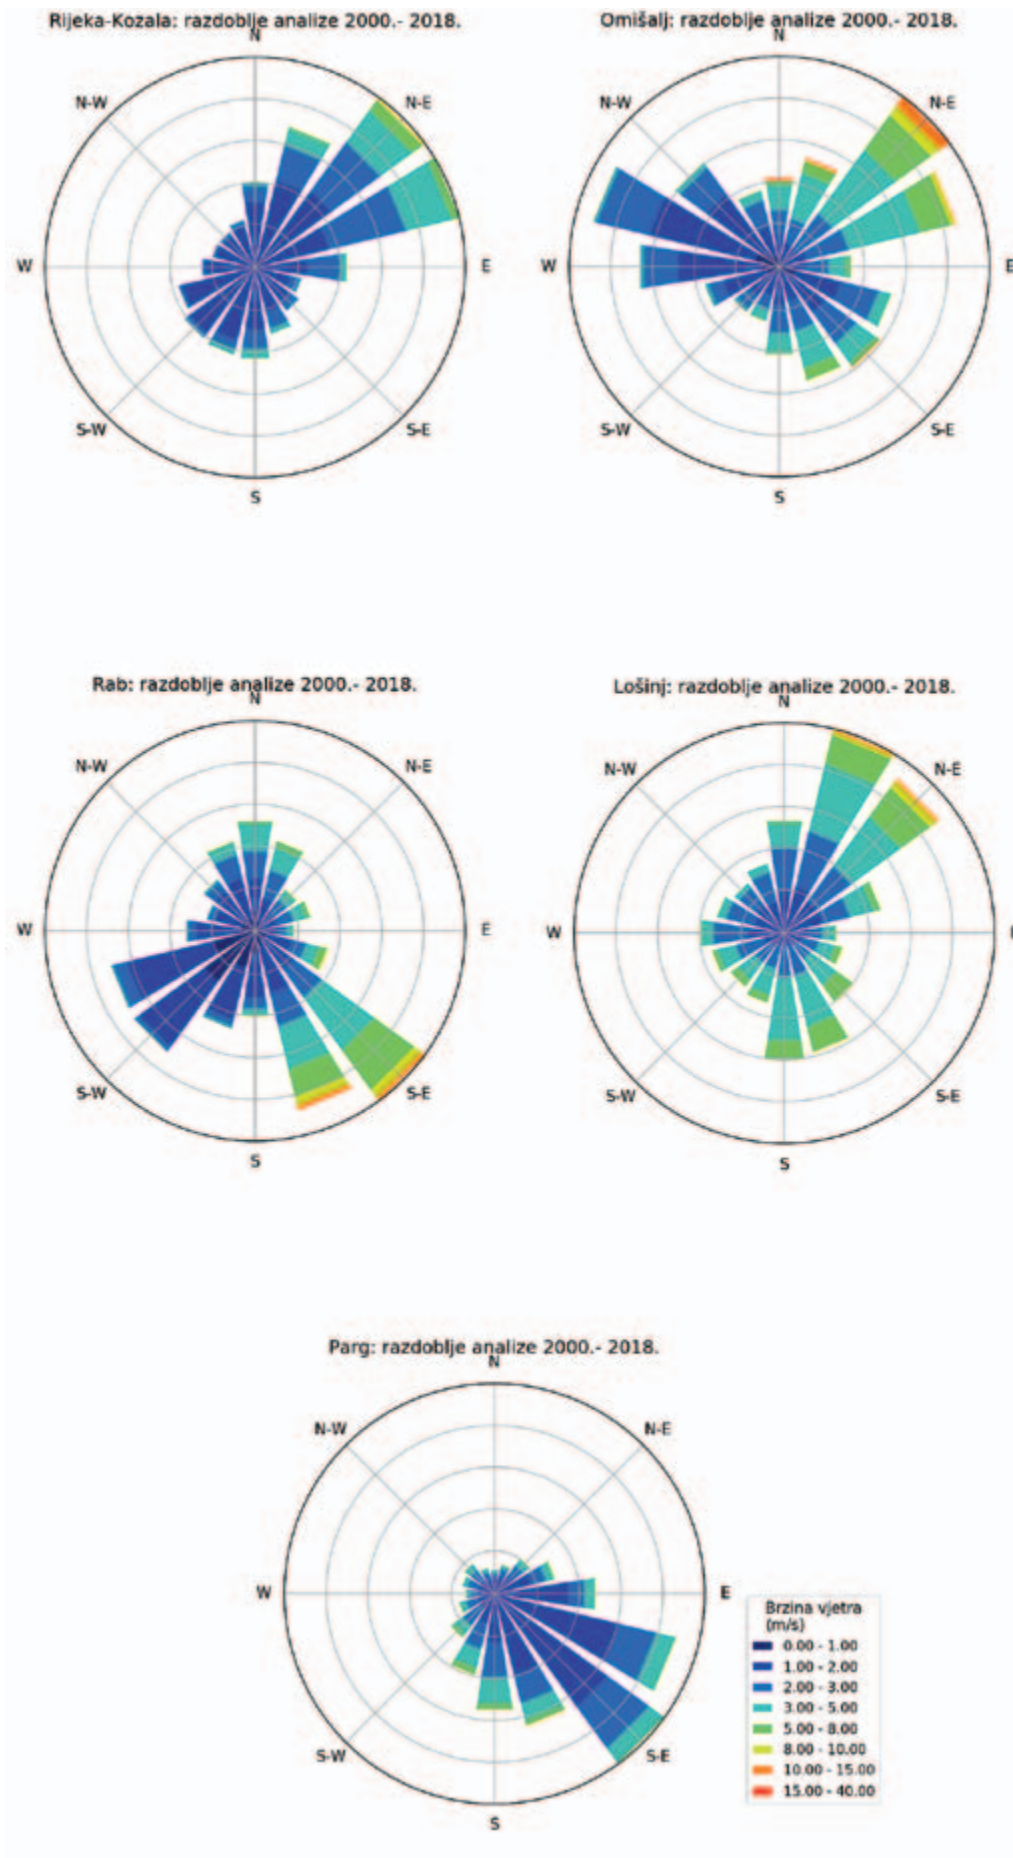 Rijeka-Kozala: razdoblje analize 2000.- 2018.
N
N-W
N-E
W
E
S-W
S-E
S
Omišalj: razdoblje analize 2000.- 2018.
N
N-W
N-E
W
E
S-W
S-E
S
Rab: razdoblje analize 2000.- 2018.
N
N-W
N-E
W
E
S-W
S-E
S
Lošinj: razdoblje analize 2000.- 2018.
N
N-W
N-E
W
S-W
S-E
S
Parg: razdoblje analize 2000.- 2018.
N
N-W
N-E
W
E
S-W
S-E
S
Brzina vjetra
(m/s)
0.00 - 1.00
1.00 - 2.00
2.00 - 3.00
3.00 - 5.00
5.00 - 8.00
8.00 - 10.00
10.00 - 15.00
15.00 - 40.00